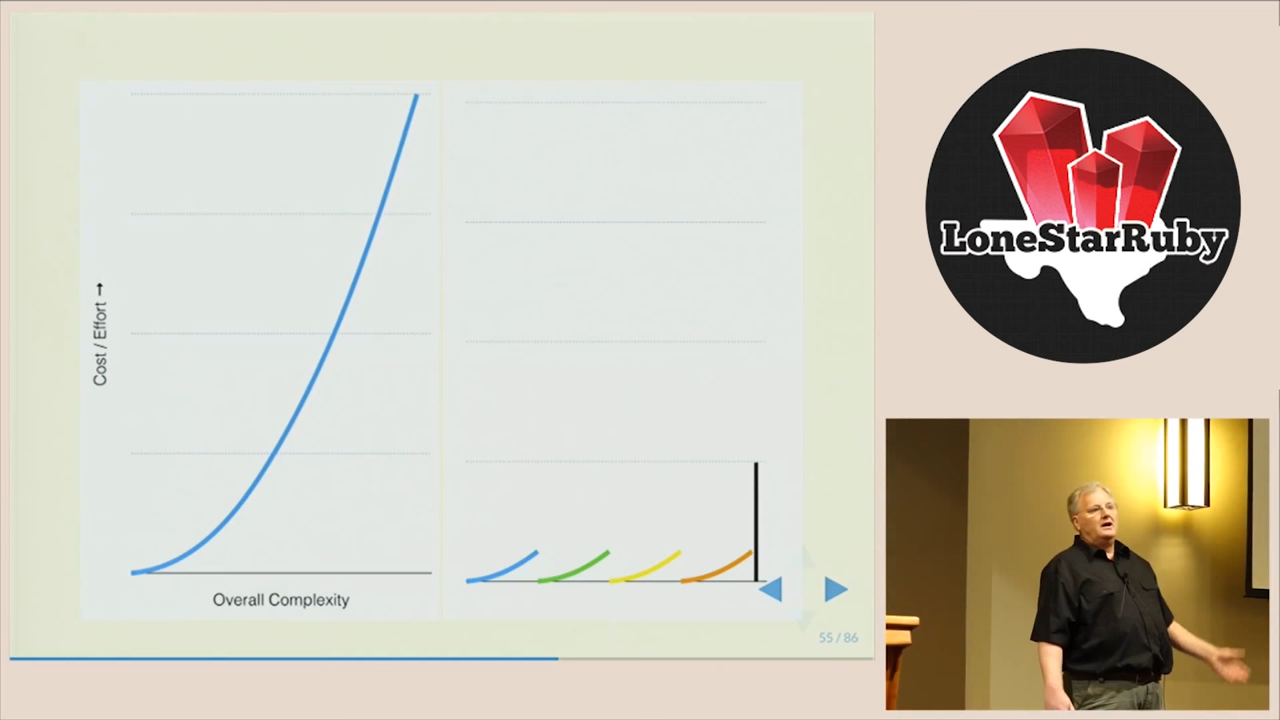 Cost / Effort →
Overall Complexity
55 / 86
LoneStarRuby